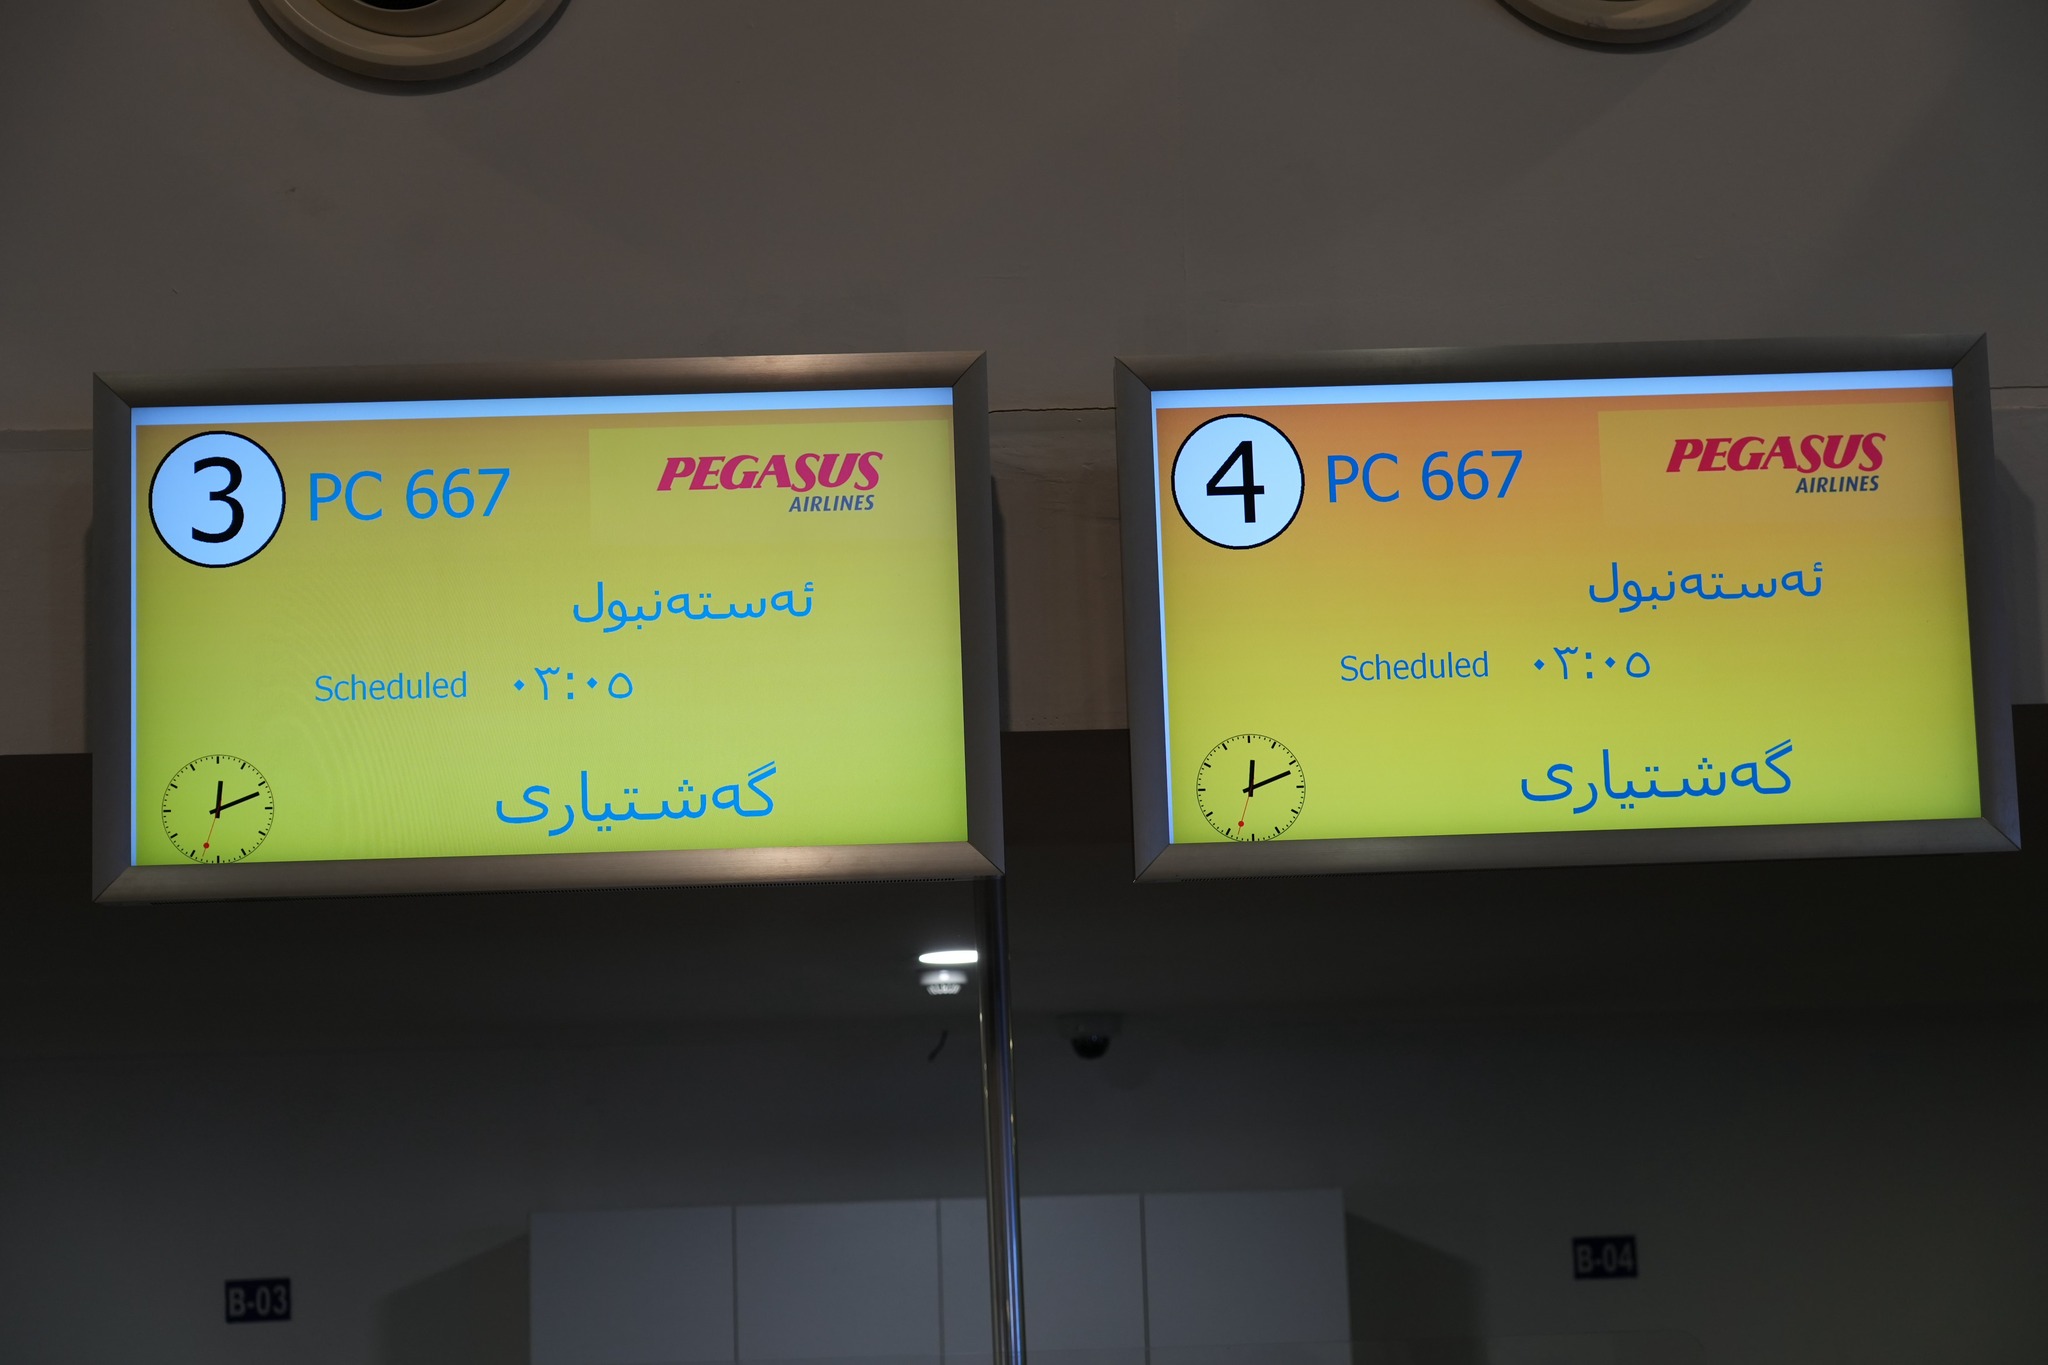 3 PC 667 PEGASUS
AIRLINES
ئەستەنبول
Scheduled ٠٣:٠٥
گەشتیاری
4 PC 667 PEGASUS
AIRLINES
ئەستەنبول
Scheduled ٠٣:٠٥
گەشتیاری
B-03
B-04